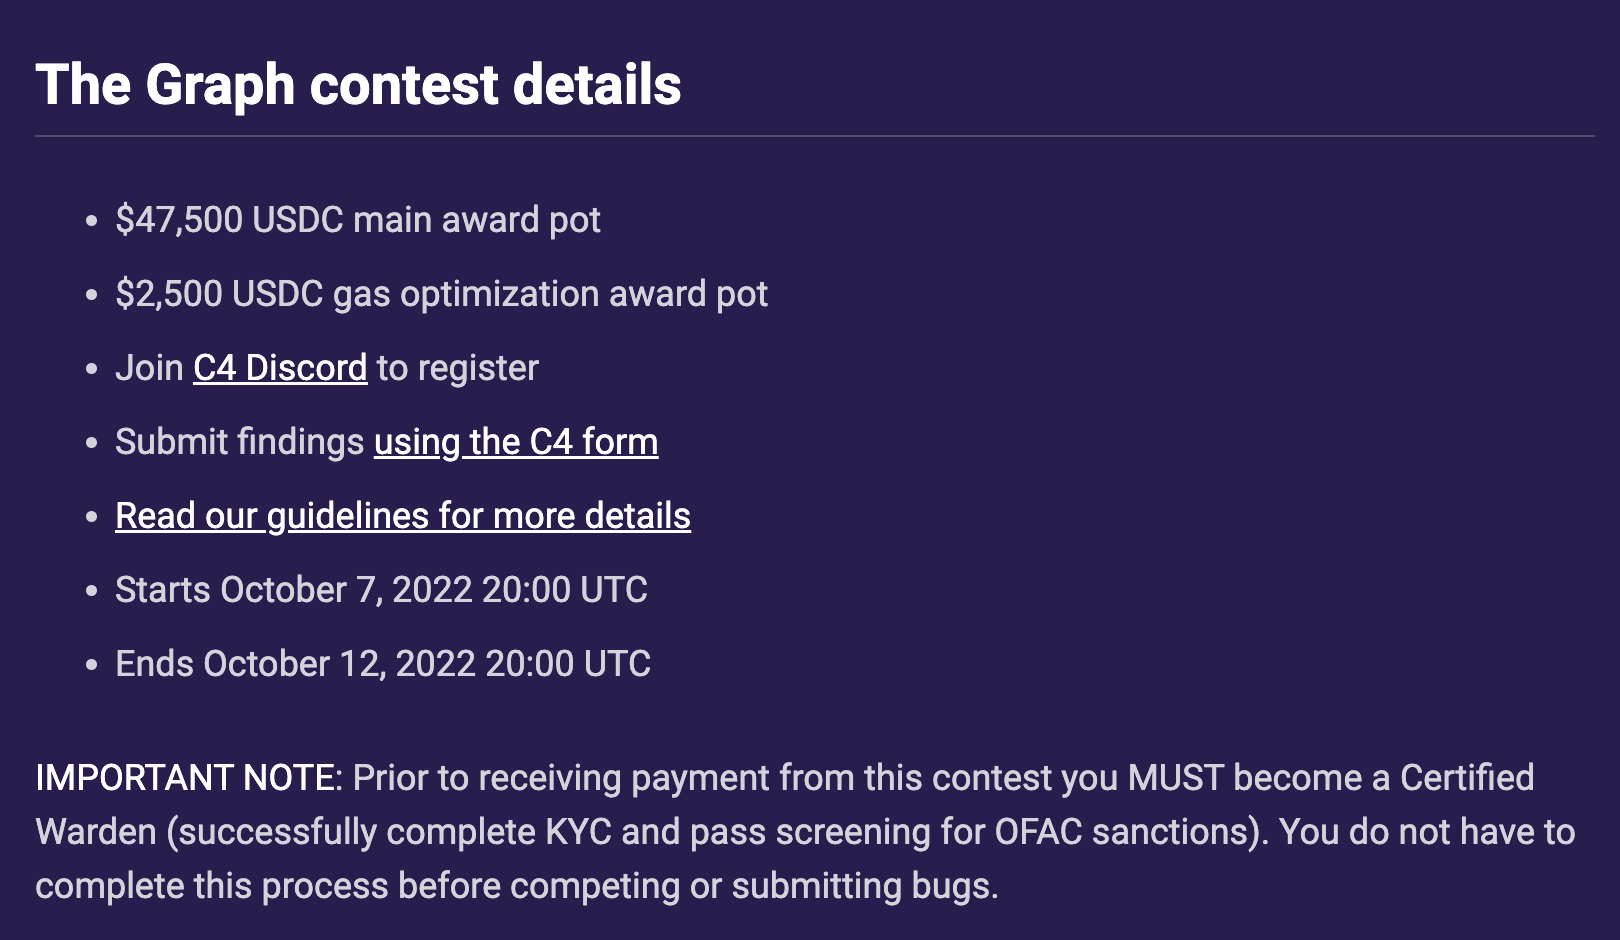 The Graph contest details
$47,500 USDC main award pot
$2,500 USDC gas optimization award pot
Join C4 Discord to register
Submit findings using the C4 form
Read our guidelines for more details
Starts October 7, 2022 20:00 UTC
Ends October 12, 2022 20:00 UTC
IMPORTANT NOTE: Prior to receiving payment from this contest you MUST become a Certified
Warden (successfully complete KYC and pass screening for OFAC sanctions). You do not have to
complete this process before competing or submitting bugs.